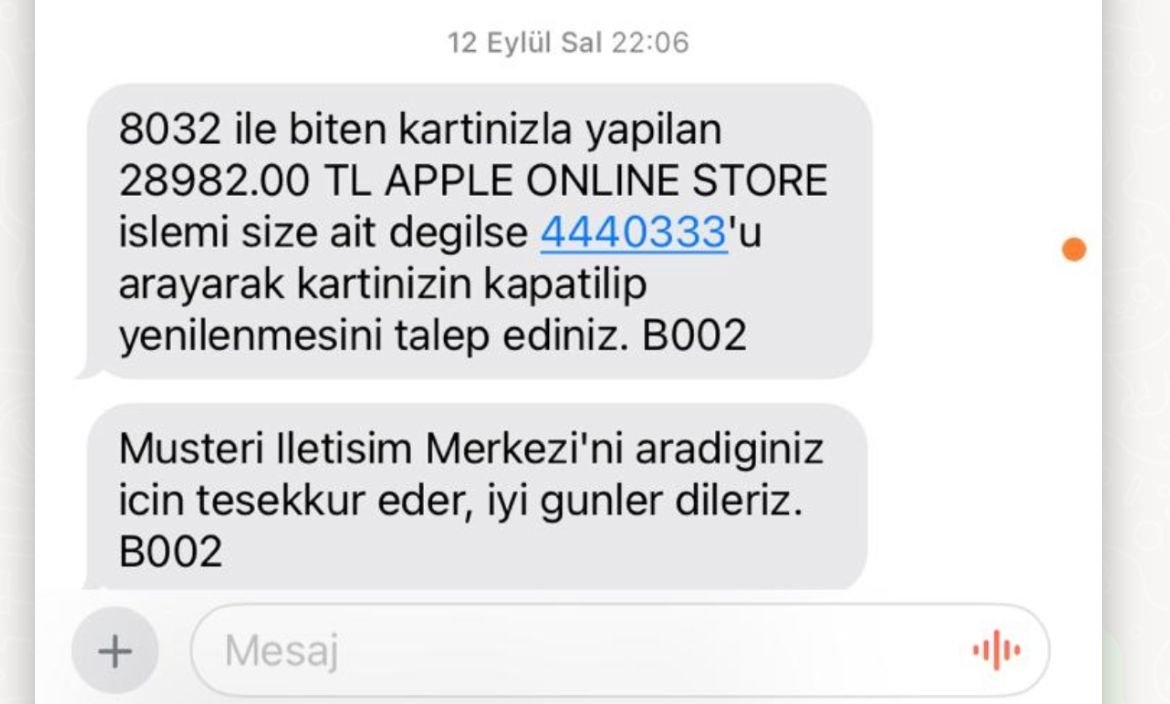 12 Eylül Sal 22:06
8032 ile biten kartinizla yapilan
28982.00 TL APPLE ONLINE STORE
islemi size ait degilse 4440333'u
arayarak kartinizin kapatilip
yenilenmesini talep ediniz. B002
Musteri Iletisim Merkezi'ni aradiginiz
icin tesekkur eder, iyi gunler dileriz.
B002
Mesaj